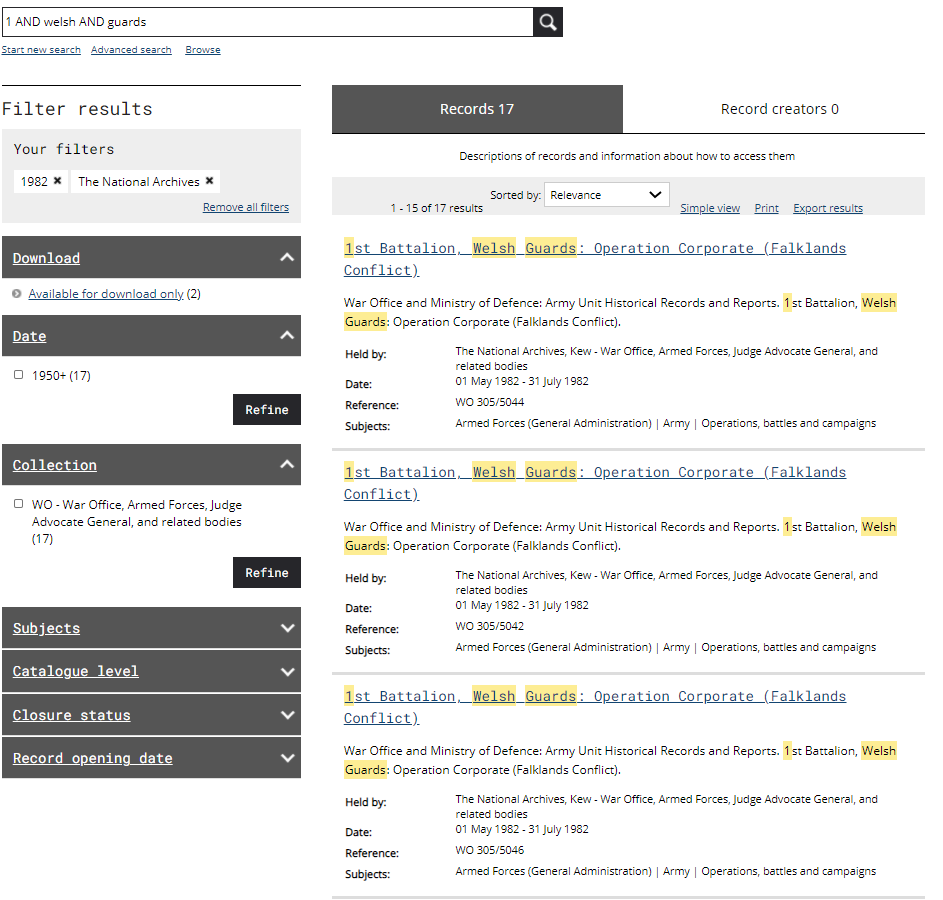 1 AND welsh AND guards
Start new search Advanced search Browse
Filter results
Your filters
1982 ✖ The National Archives ✖
Remove all filters
Download
Available for download only (2)
Date
1950+ (17)
Refine
Collection
WO - War Office, Armed Forces, Judge
Advocate General, and related bodies
(17)
Refine
Subjects
Catalogue level
Closure status
Record opening date
Records 17 Record creators 0
Descriptions of records and information about how to access them
Sorted by: Relevance
1 - 15 of 17 results Simple view Print Export results
1st Battalion, Welsh Guards: Operation Corporate (Falklands
Conflict)
War Office and Ministry of Defence: Army Unit Historical Records and Reports. 1st Battalion, Welsh
Guards: Operation Corporate (Falklands Conflict).
Held by: The National Archives, Kew - War Office, Armed Forces, Judge Advocate General, and
related bodies
Date: 01 May 1982 - 31 July 1982
Reference: WO 305/5044
Subjects: Armed Forces (General Administration) | Army | Operations, battles and campaigns
1st Battalion, Welsh Guards: Operation Corporate (Falklands
Conflict)
War Office and Ministry of Defence: Army Unit Historical Records and Reports. 1st Battalion, Welsh
Guards: Operation Corporate (Falklands Conflict).
Held by: The National Archives, Kew - War Office, Armed Forces, Judge Advocate General, and
related bodies
Date: 01 May 1982 - 31 July 1982
Reference: WO 305/5042
Subjects: Armed Forces (General Administration) | Army | Operations, battles and campaigns
1st Battalion, Welsh Guards: Operation Corporate (Falklands
Conflict)
War Office and Ministry of Defence: Army Unit Historical Records and Reports. 1st Battalion, Welsh
Guards: Operation Corporate (Falklands Conflict).
Held by: The National Archives, Kew - War Office, Armed Forces, Judge Advocate General, and
related bodies
Date: 01 May 1982 - 31 July 1982
Reference: WO 305/5046
Subjects: Armed Forces (General Administration) | Army | Operations, battles and campaigns